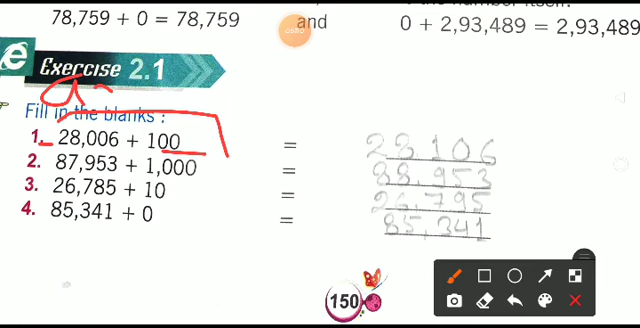 78,759 + 0 = 78,759
and
0 + 2,93,489 = 2,93,489
e Exercise 2.1
Fill in the blanks :
1. 28,006 + 100 = 28,106
2. 87,953 + 1,000 = 88,953
3. 26,785 + 10 = 26,795
4. 85,341 + 0 = 85,341
150